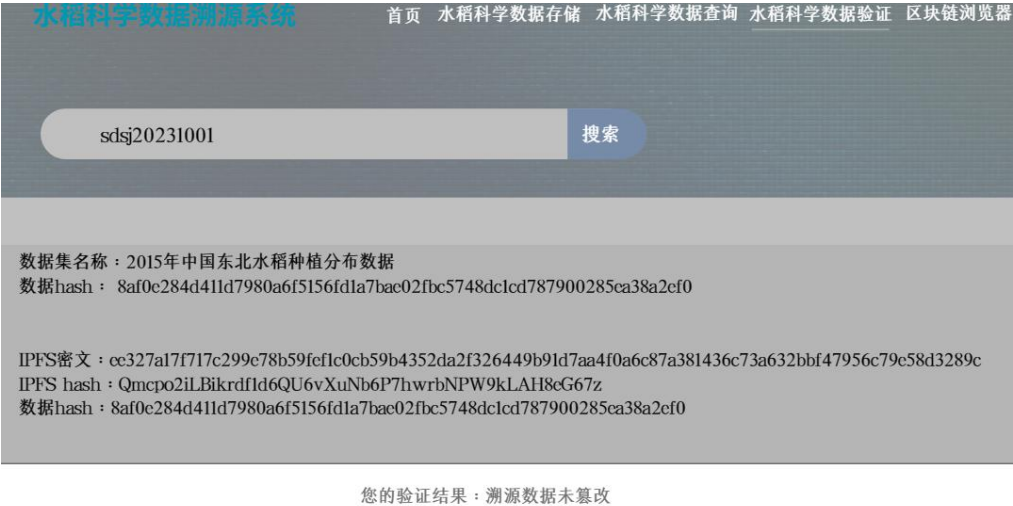 水稻科学数据溯源系统 首页 水稻科学数据存储 水稻科学数据查询 水稻科学数据验证 区块链浏览器
sdsj20231001 搜索
数据集名称：2015年中国东北水稻种植分布数据
数据hash： 8af0e284d411d7980a6f5156fd1a7bae02fbc5748dc1cd787900285ea38a2ef0
IPFS密文：ee327a17f717c299e78b59fef1c0cb59b4352da2f326449b91d7aa4f0a6c87a381436c73a632bbf47956c79e58d3289c
IPFS hash：Qmcpo2iLBikrdf1d6QU6vXuNb6P7hwrbNPW9kLAH8eG67z
数据hash：8af0e284d411d7980a6f5156fd1a7bae02fbc5748dc1cd787900285ea38a2ef0
您的验证结果：溯源数据未篡改